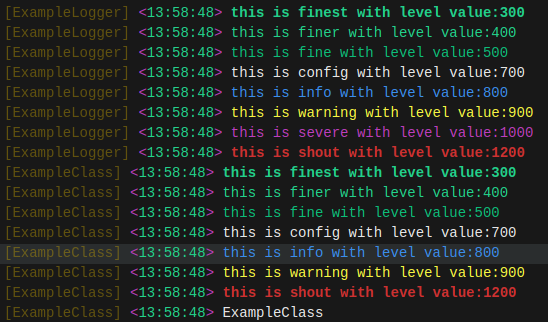 [ExampleLogger] <13:58:48> this is finest with level value:300
[ExampleLogger] <13:58:48> this is finer with level value:400
[ExampleLogger] <13:58:48> this is fine with level value:500
[ExampleLogger] <13:58:48> this is config with level value:700
[ExampleLogger] <13:58:48> this is info with level value:800
[ExampleLogger] <13:58:48> this is warning with level value:900
[ExampleLogger] <13:58:48> this is severe with level value:1000
[ExampleLogger] <13:58:48> this is shout with level value:1200
[ExampleClass] <13:58:48> this is finest with level value:300
[ExampleClass] <13:58:48> this is finer with level value:400
[ExampleClass] <13:58:48> this is fine with level value:500
[ExampleClass] <13:58:48> this is config with level value:700
[ExampleClass] <13:58:48> this is info with level value:800
[ExampleClass] <13:58:48> this is warning with level value:900
[ExampleClass] <13:58:48> this is shout with level value:1200
[ExampleClass] <13:58:48> ExampleClass